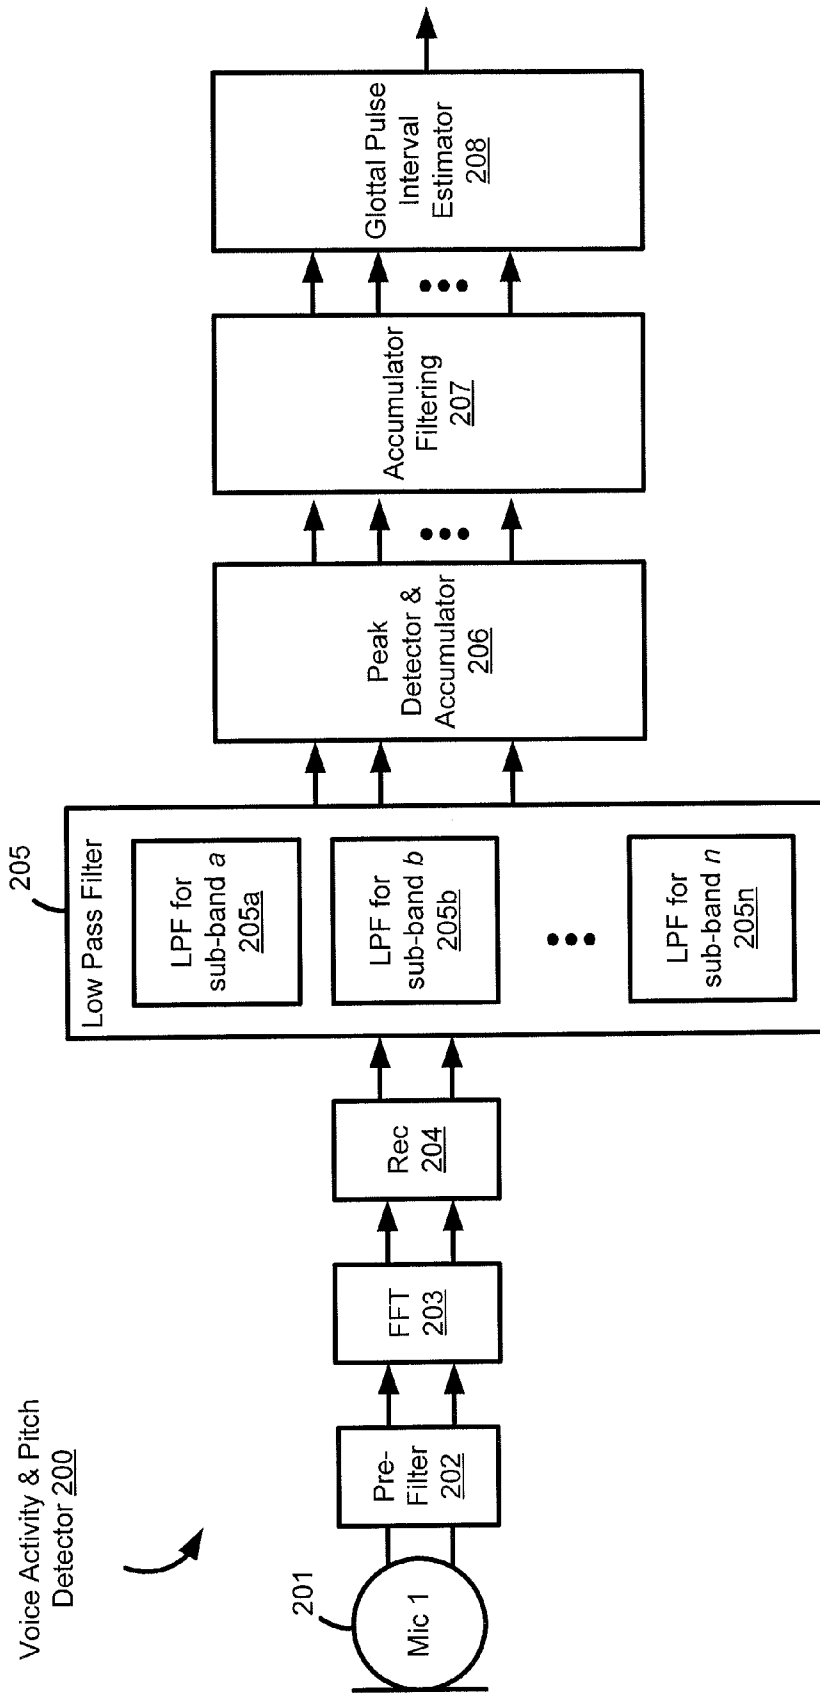 Voice Activity & Pitch
Detector 200
201
Mic 1
Pre-
Filter
202
FFT
203
Rec
204
205
Low Pass Filter
LPF for
sub-band a
205a
LPF for
sub-band b
205b
LPF for
sub-band n
205n
Peak
Detector &
Accumulator
206
Accumulator
Filtering
207
Glottal Pulse
Interval
Estimator
208